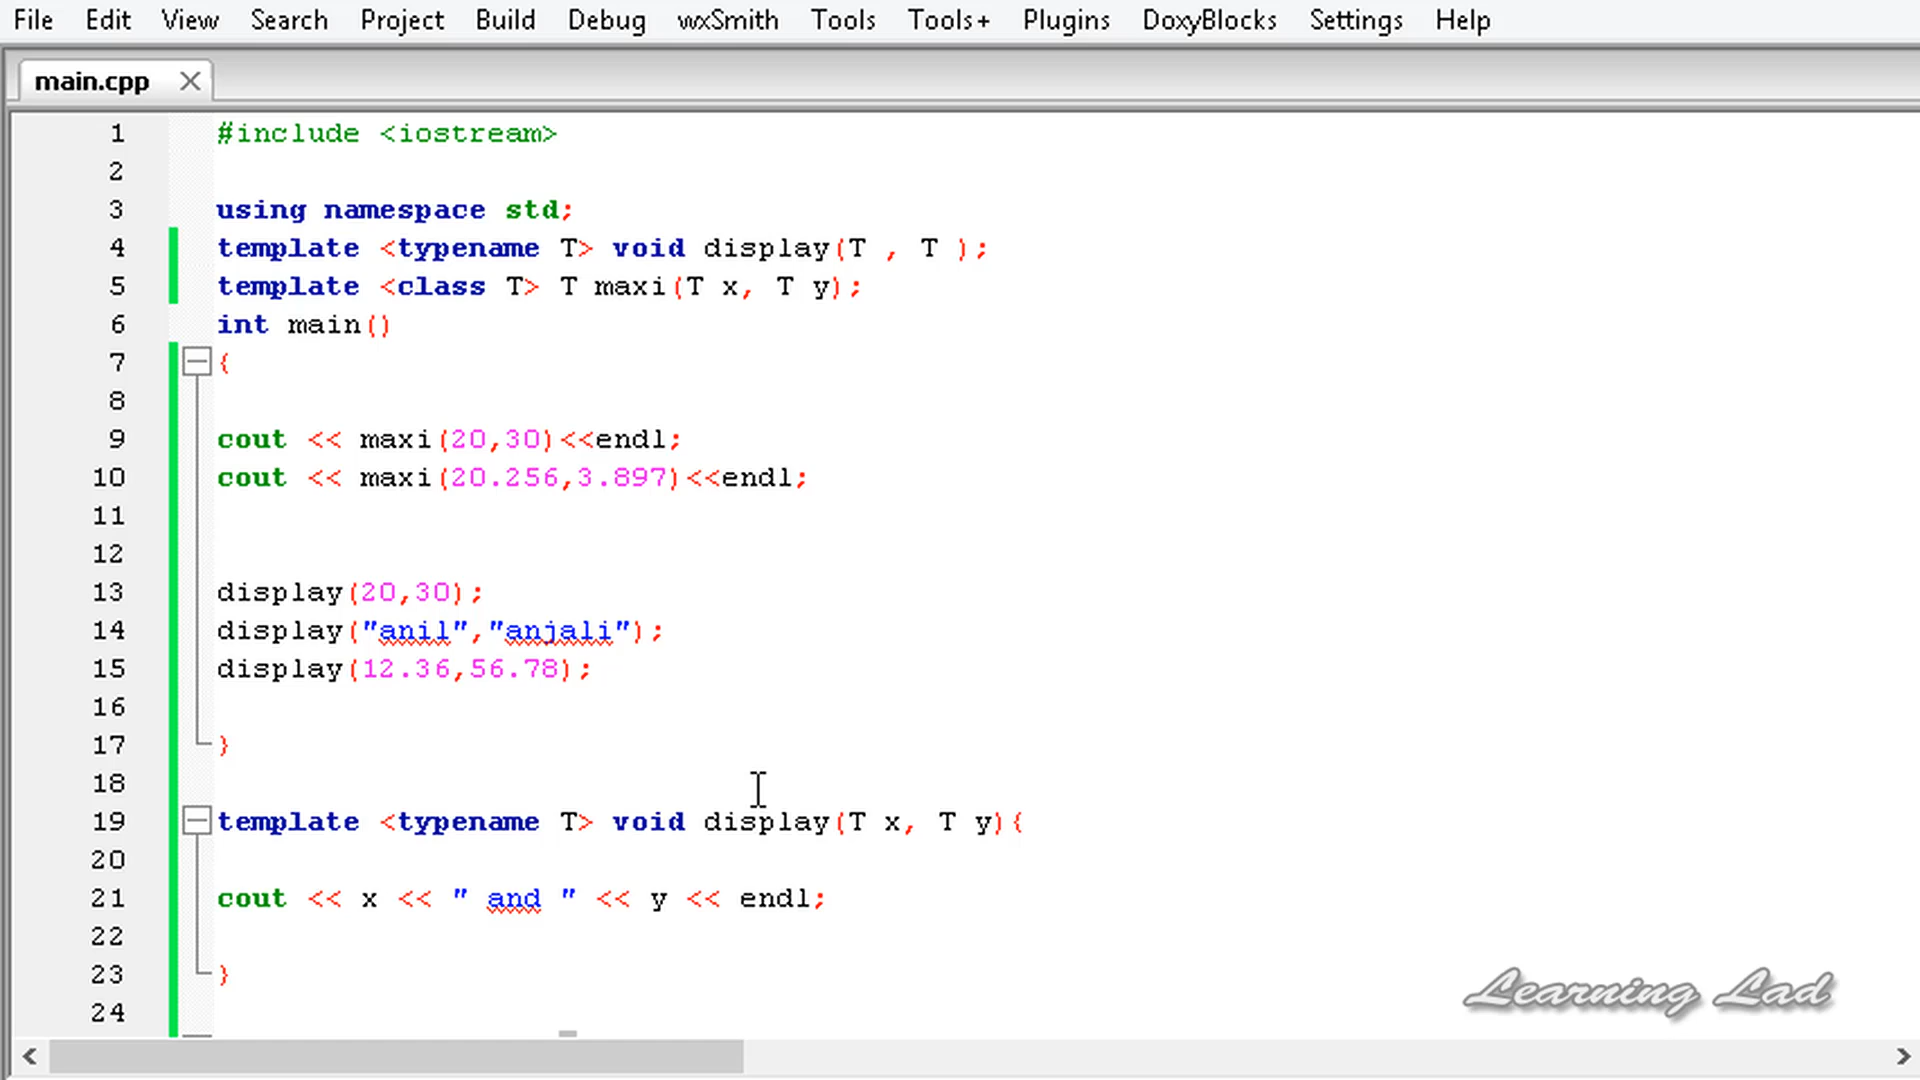 File Edit View Search Project Build Debug wxSmith Tools Tools+ Plugins DoxyBlocks Settings Help
main.cpp
1 #include <iostream>
2
3 using namespace std;
4 template <typename T> void display(T , T );
5 template <class T> T maxi(T x, T y);
6 int main()
7 {
8
9 cout << maxi(20,30)<<endl;
10 cout << maxi(20.256,3.897)<<endl;
11
12
13 display(20,30);
14 display("anil","anjali");
15 display(12.36,56.78);
16
17 }
18
19 template <typename T> void display(T x, T y){
20
21 cout << x << " and " << y << endl;
22
23 }
24
Learning Lad